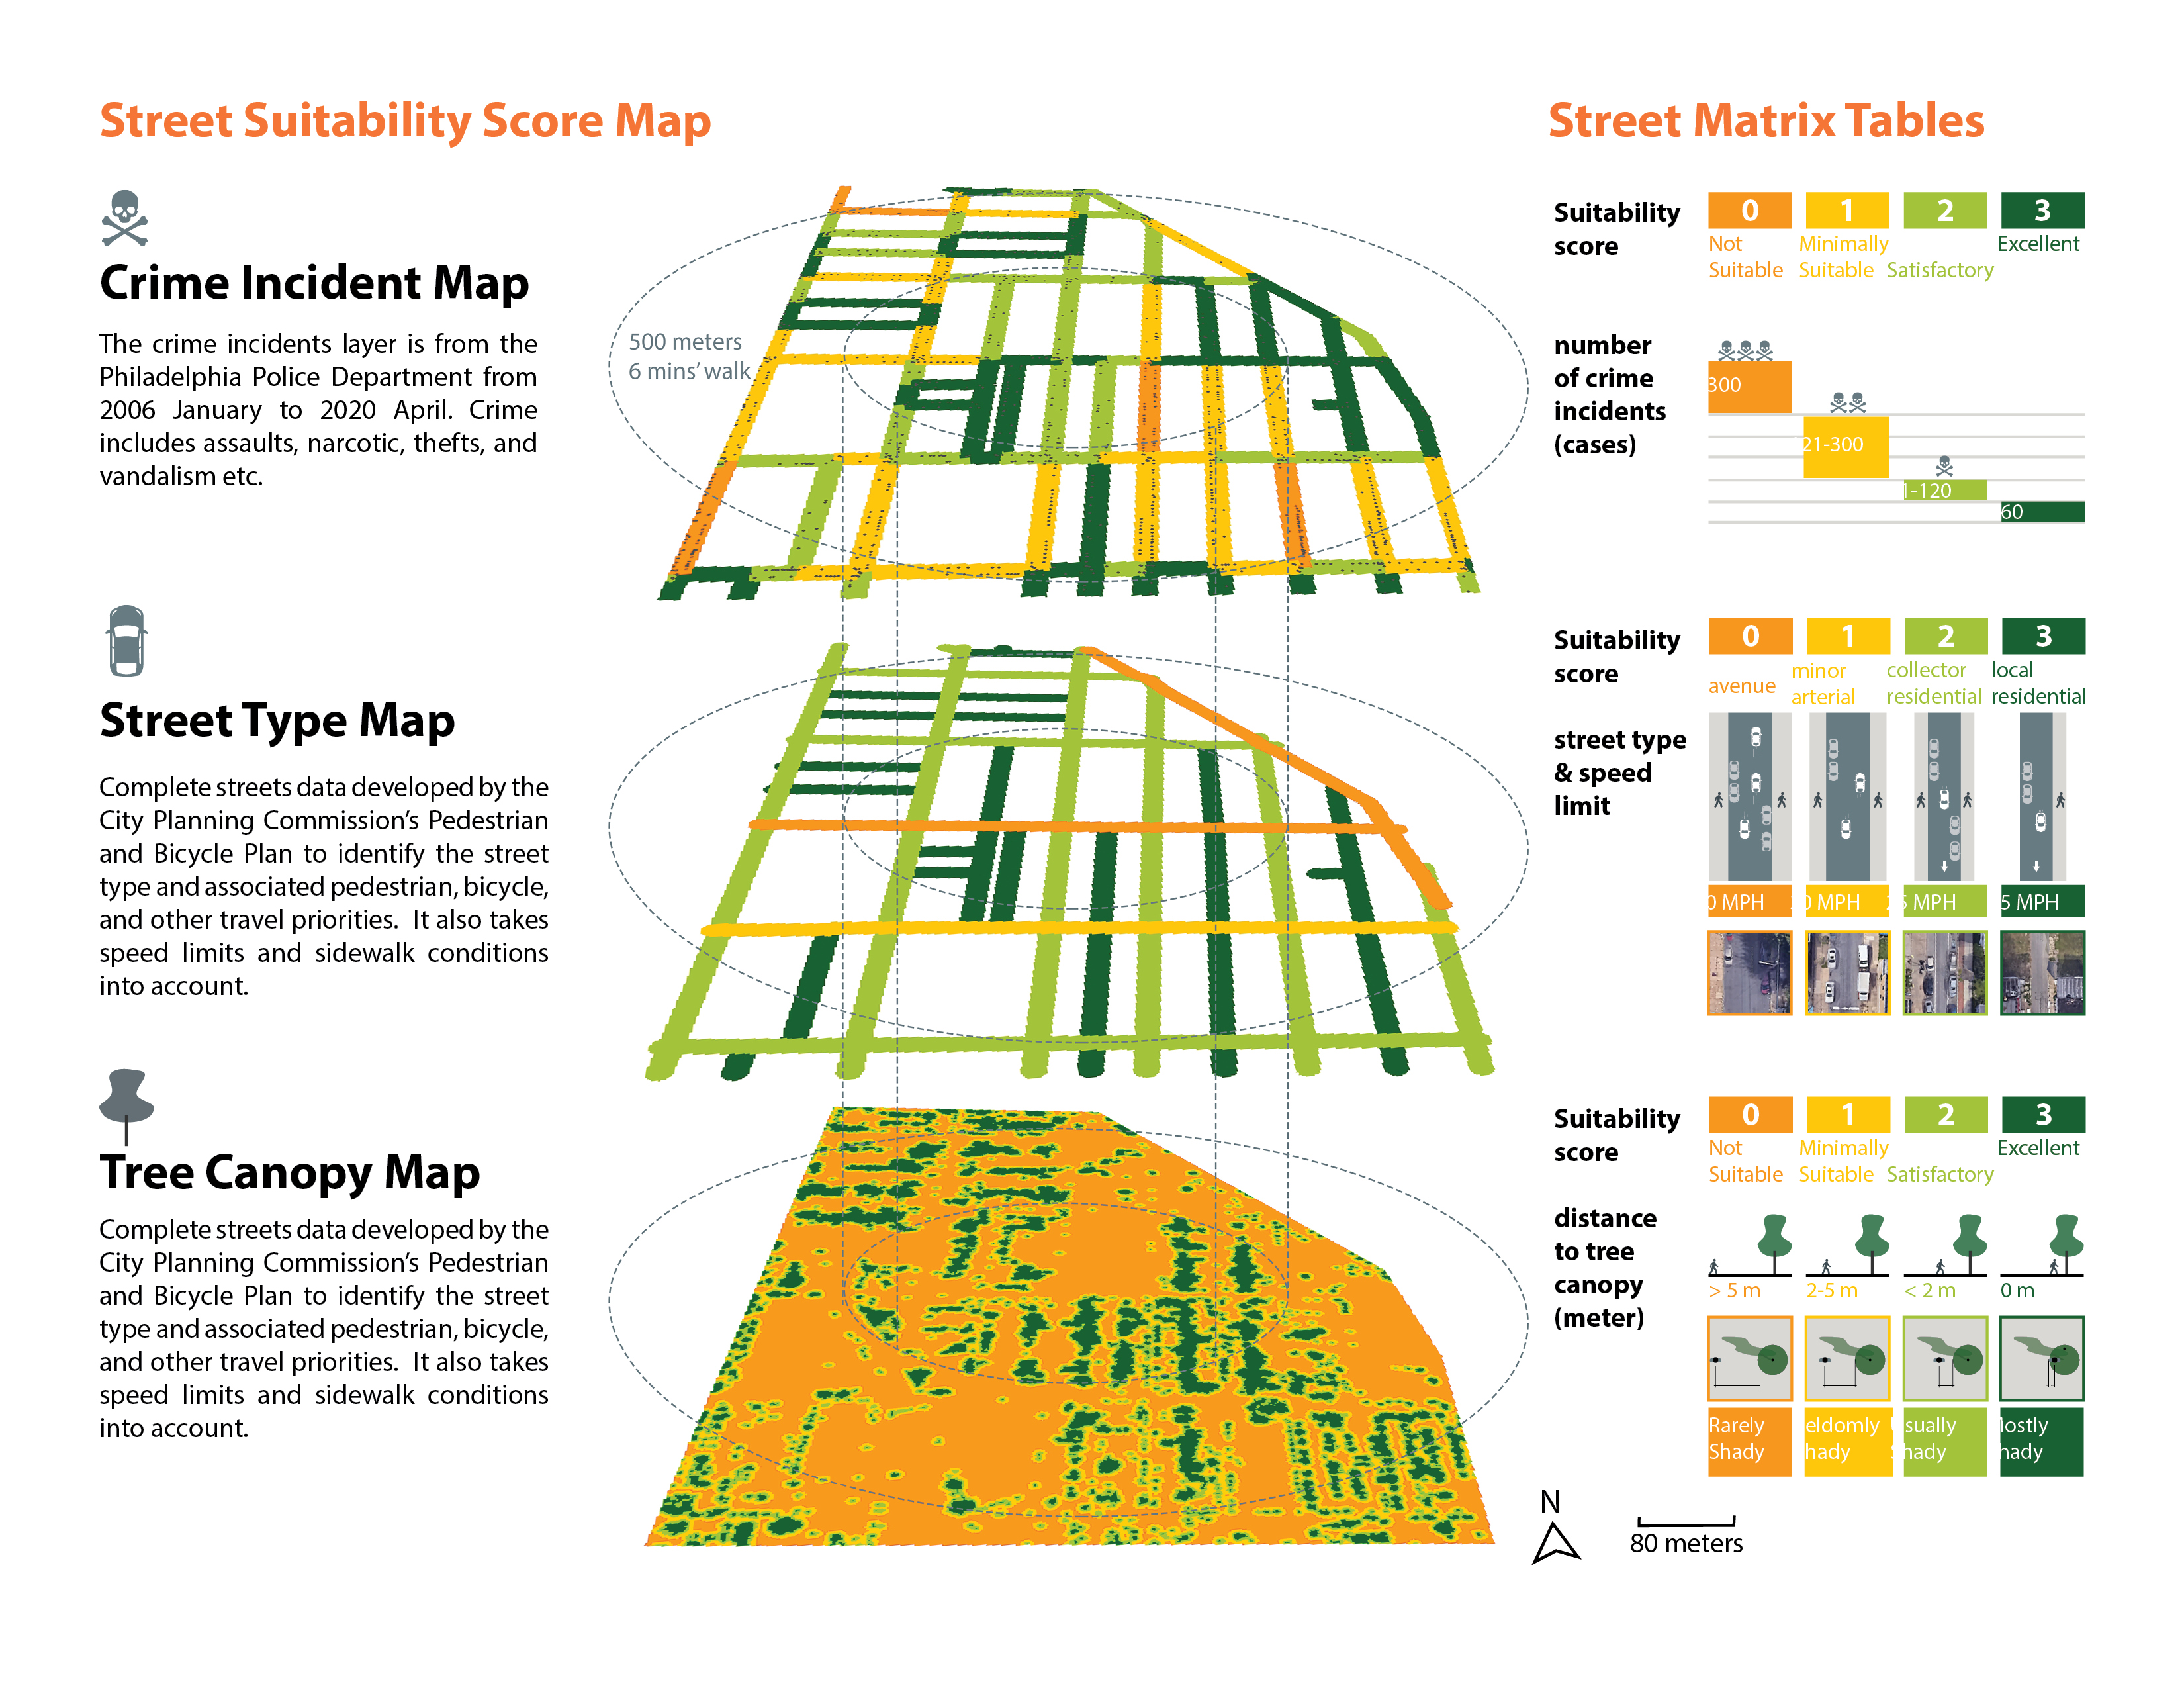 Street Suitability Score Map
Crime Incident Map
The crime incidents layer is from the
Philadelphia Police Department from
2006 January to 2020 April. Crime
includes assaults, narcotic, thefts, and
vandalism etc.
500 meters
6 mins' walk
Street Type Map
Complete streets data developed by the
City Planning Commission's Pedestrian
and Bicycle Plan to identify the street
type and associated pedestrian, bicycle,
and other travel priorities. It also takes
speed limits and sidewalk conditions
into account.
Tree Canopy Map
Complete streets data developed by the
City Planning Commission's Pedestrian
and Bicycle Plan to identify the street
type and associated pedestrian, bicycle,
and other travel priorities. It also takes
speed limits and sidewalk conditions
into account.
Street Matrix Tables
Suitability
score
0 1 2 3
Not
Suitable
Minimally
Suitable
Satisfactory
Excellent
number
of crime
incidents
(cases)
300
21-300
1-120
60
Suitability
score
0 1 2 3
avenue
minor
arterial
collector
residential
local
residential
street type
& speed
limit
0 MPH
0 MPH
5 MPH
5 MPH
Suitability
score
0 1 2 3
Not
Suitable
Minimally
Suitable
Satisfactory
Excellent
distance
to tree
canopy
(meter)
> 5 m
2-5 m
< 2 m
0 m
Rarely
Shady
eldomly
hady
sually
hady
ostly
hady
N
80 meters